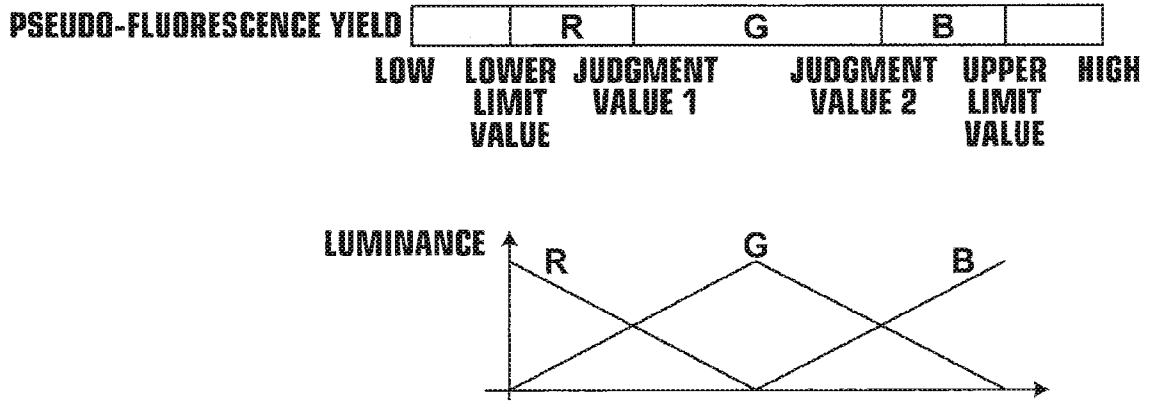 PSEUDO-FLUORESCENCE YIELD R G B
LOW LOWER JUDGMENT JUDGMENT UPPER HIGH
LIMIT VALUE 1 VALUE 2 LIMIT
VALUE VALUE
LUMINANCE R G B